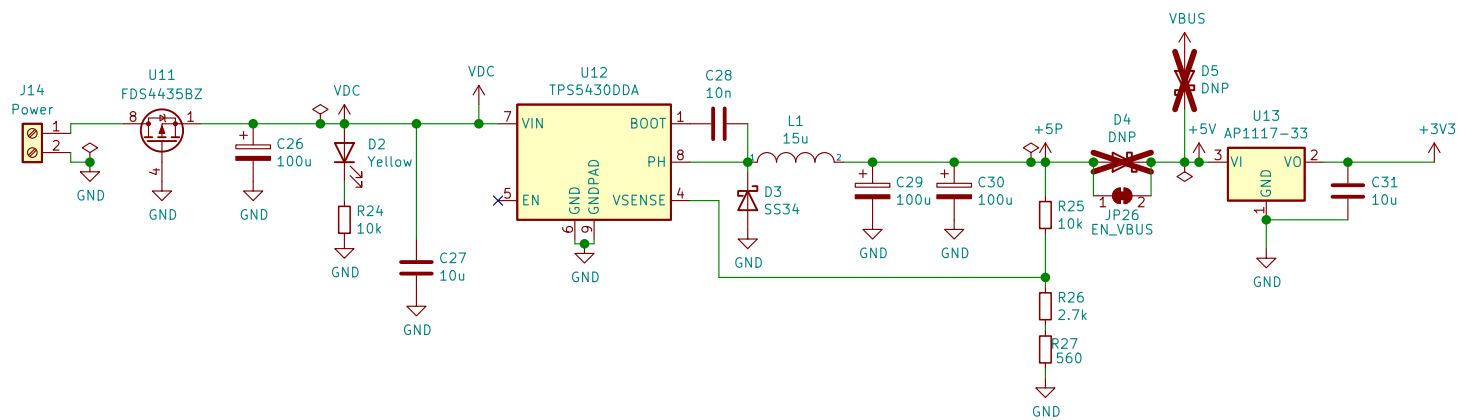 J14
Power
1
2
GND
U11
FDS4435BZ
8
1
4
GND
+
C26
100u
GND
VDC
D2
Yellow
R24
10k
GND
C27
10u
GND
VDC
U12
TPS5430DDA
7
VIN
5
EN
BOOT
1
PH
8
VSENSE
4
GND
GNDPAD
6
9
GND
C28
10n
D3
SS34
GND
L1
15u
1
2
+
C29
100u
GND
+
C30
100u
GND
+5P
R25
10k
R26
2.7k
R27
560
GND
D4
DNP
1
2
JP26
EN_VBUS
VBUS
D5
DNP
+5V
U13
AP1117-33
3
VI
VO
2
GND
1
GND
C31
10u
+3V3